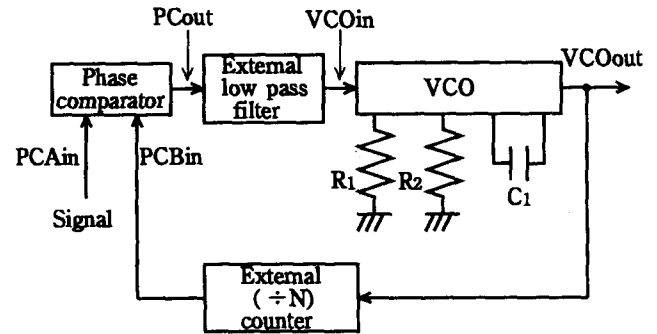 PCout
VCOin
Phase
comparator
External
low pass
filter
VCO
VCOout
PCAin
PCBin
R1
R2
C1
Signal
External
(÷N)
counter